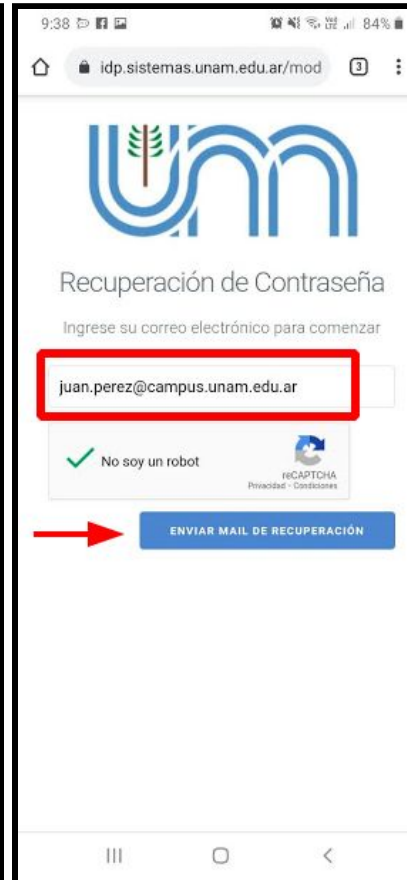 9:38 84%
idp.sistemas.unam.edu.ar/mod 3
um
Recuperación de Contraseña
Ingrese su correo electrónico para comenzar
juan.perez@campus.unam.edu.ar
No soy un robot
reCAPTCHA
Privacidad - Condiciones
ENVIAR MAIL DE RECUPERACIÓN